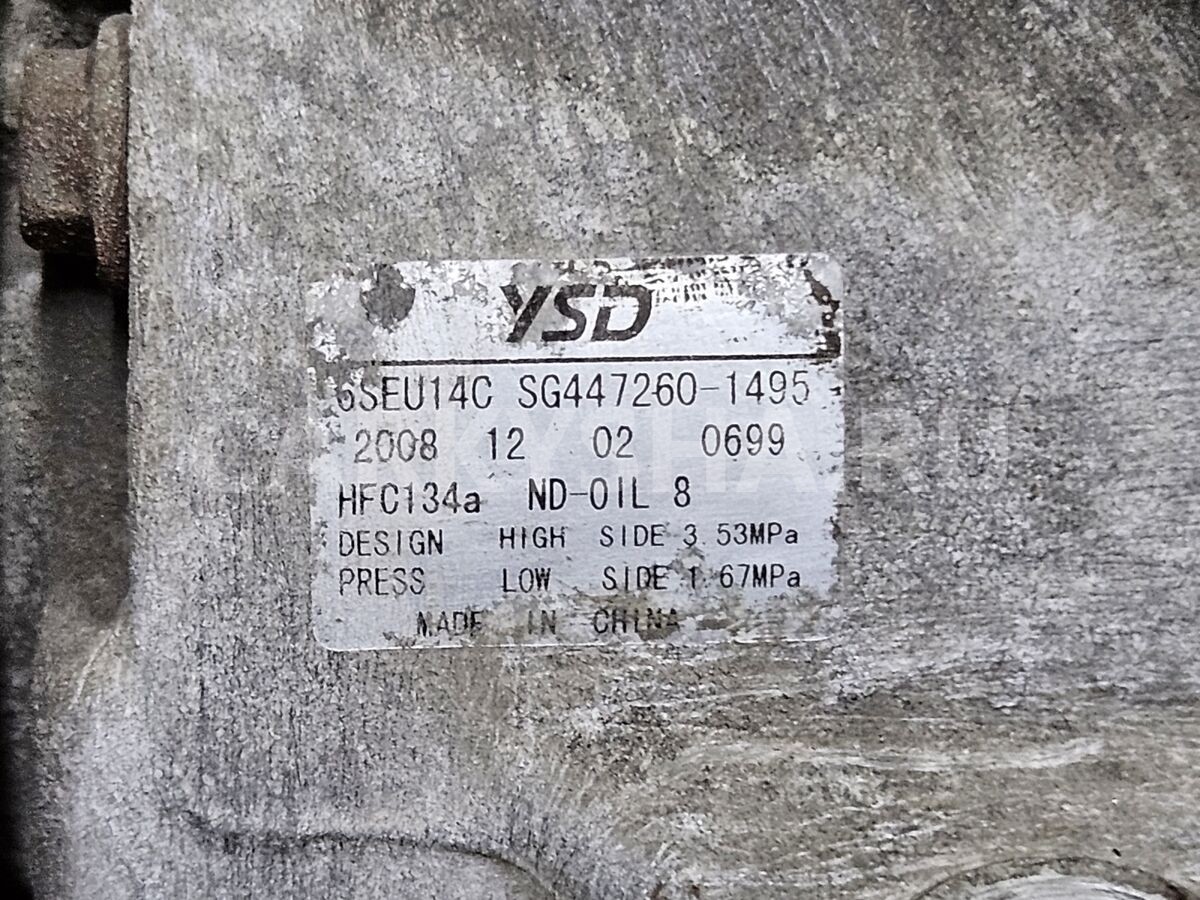 YSD
6SEU14C SG447260-1495
2008 12 02 0699
HFC134a ND-OIL 8
DESIGN HIGH SIDE 3.53MPa
PRESS LOW SIDE 1.67MPa
MADE IN CHINA